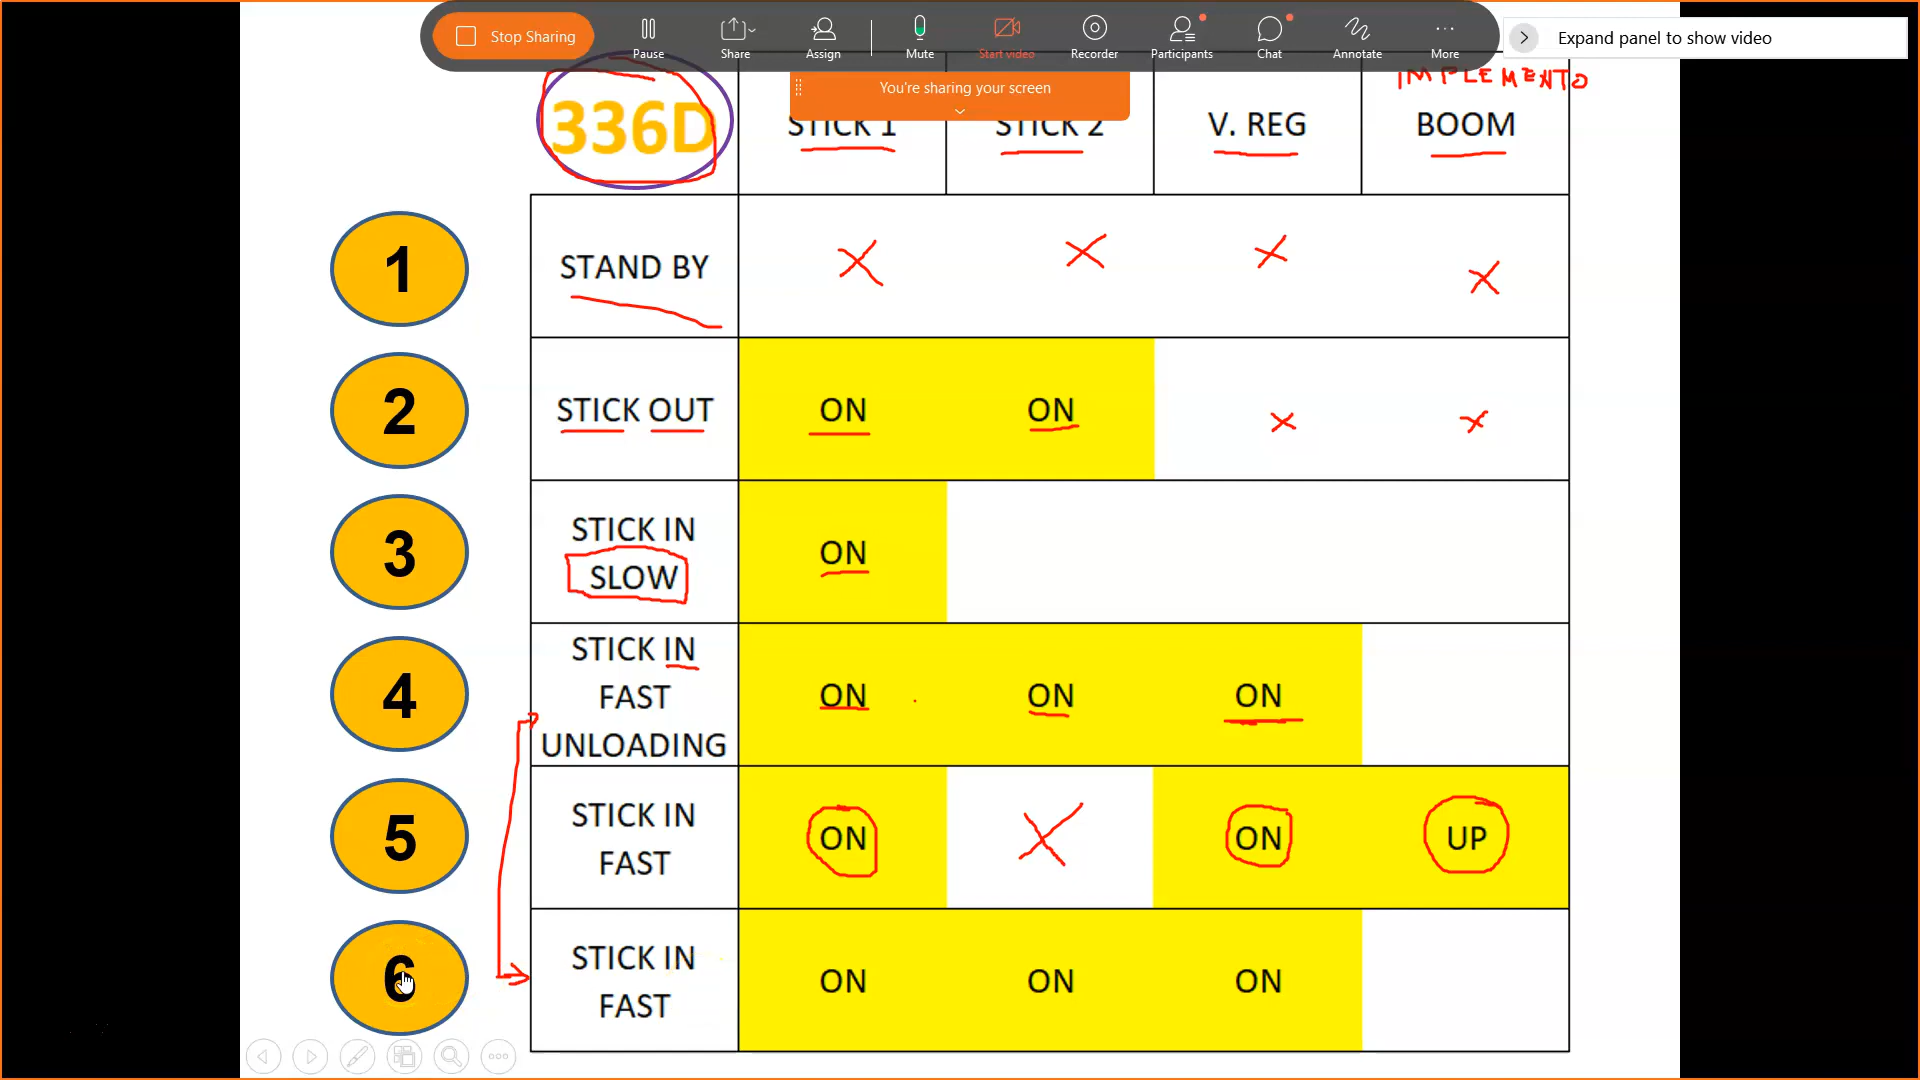 Stop Sharing
Pause
Share
Assign
Mute
Start video
Recorder
Participants
Chat
Annotate
More
Expand panel to show video
You're sharing your screen
IMPLEMENTO
336D
STICK 1
STICK 2
V. REG
BOOM
1
STAND BY
X X X X
2
STICK OUT
ON
ON
X X
3
STICK IN
SLOW
ON
4
STICK IN
FAST
UNLOADING
ON
ON
ON
5
STICK IN
FAST
ON
X
ON
UP
6
STICK IN
FAST
ON
ON
ON